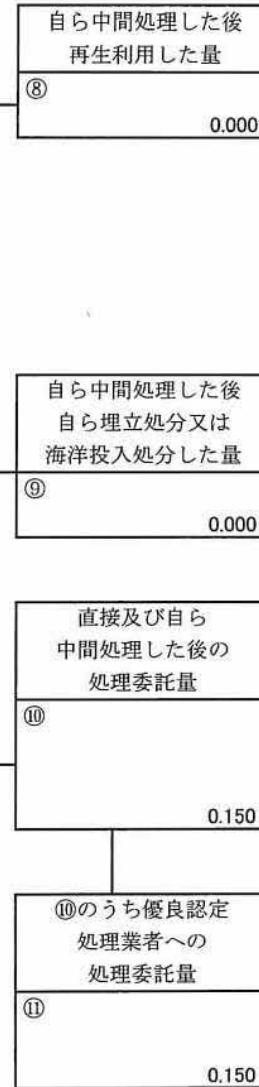 自ら中間処理した後
再生利用した量
⑧
0.000
自ら中間処理した後
自ら埋立処分又は
海洋投入処分した量
⑨
0.000
直接及び自ら
中間処理した後の
処理委託量
⑩
0.150
⑩のうち優良認定
処理業者への
処理委託量
⑪
0.150